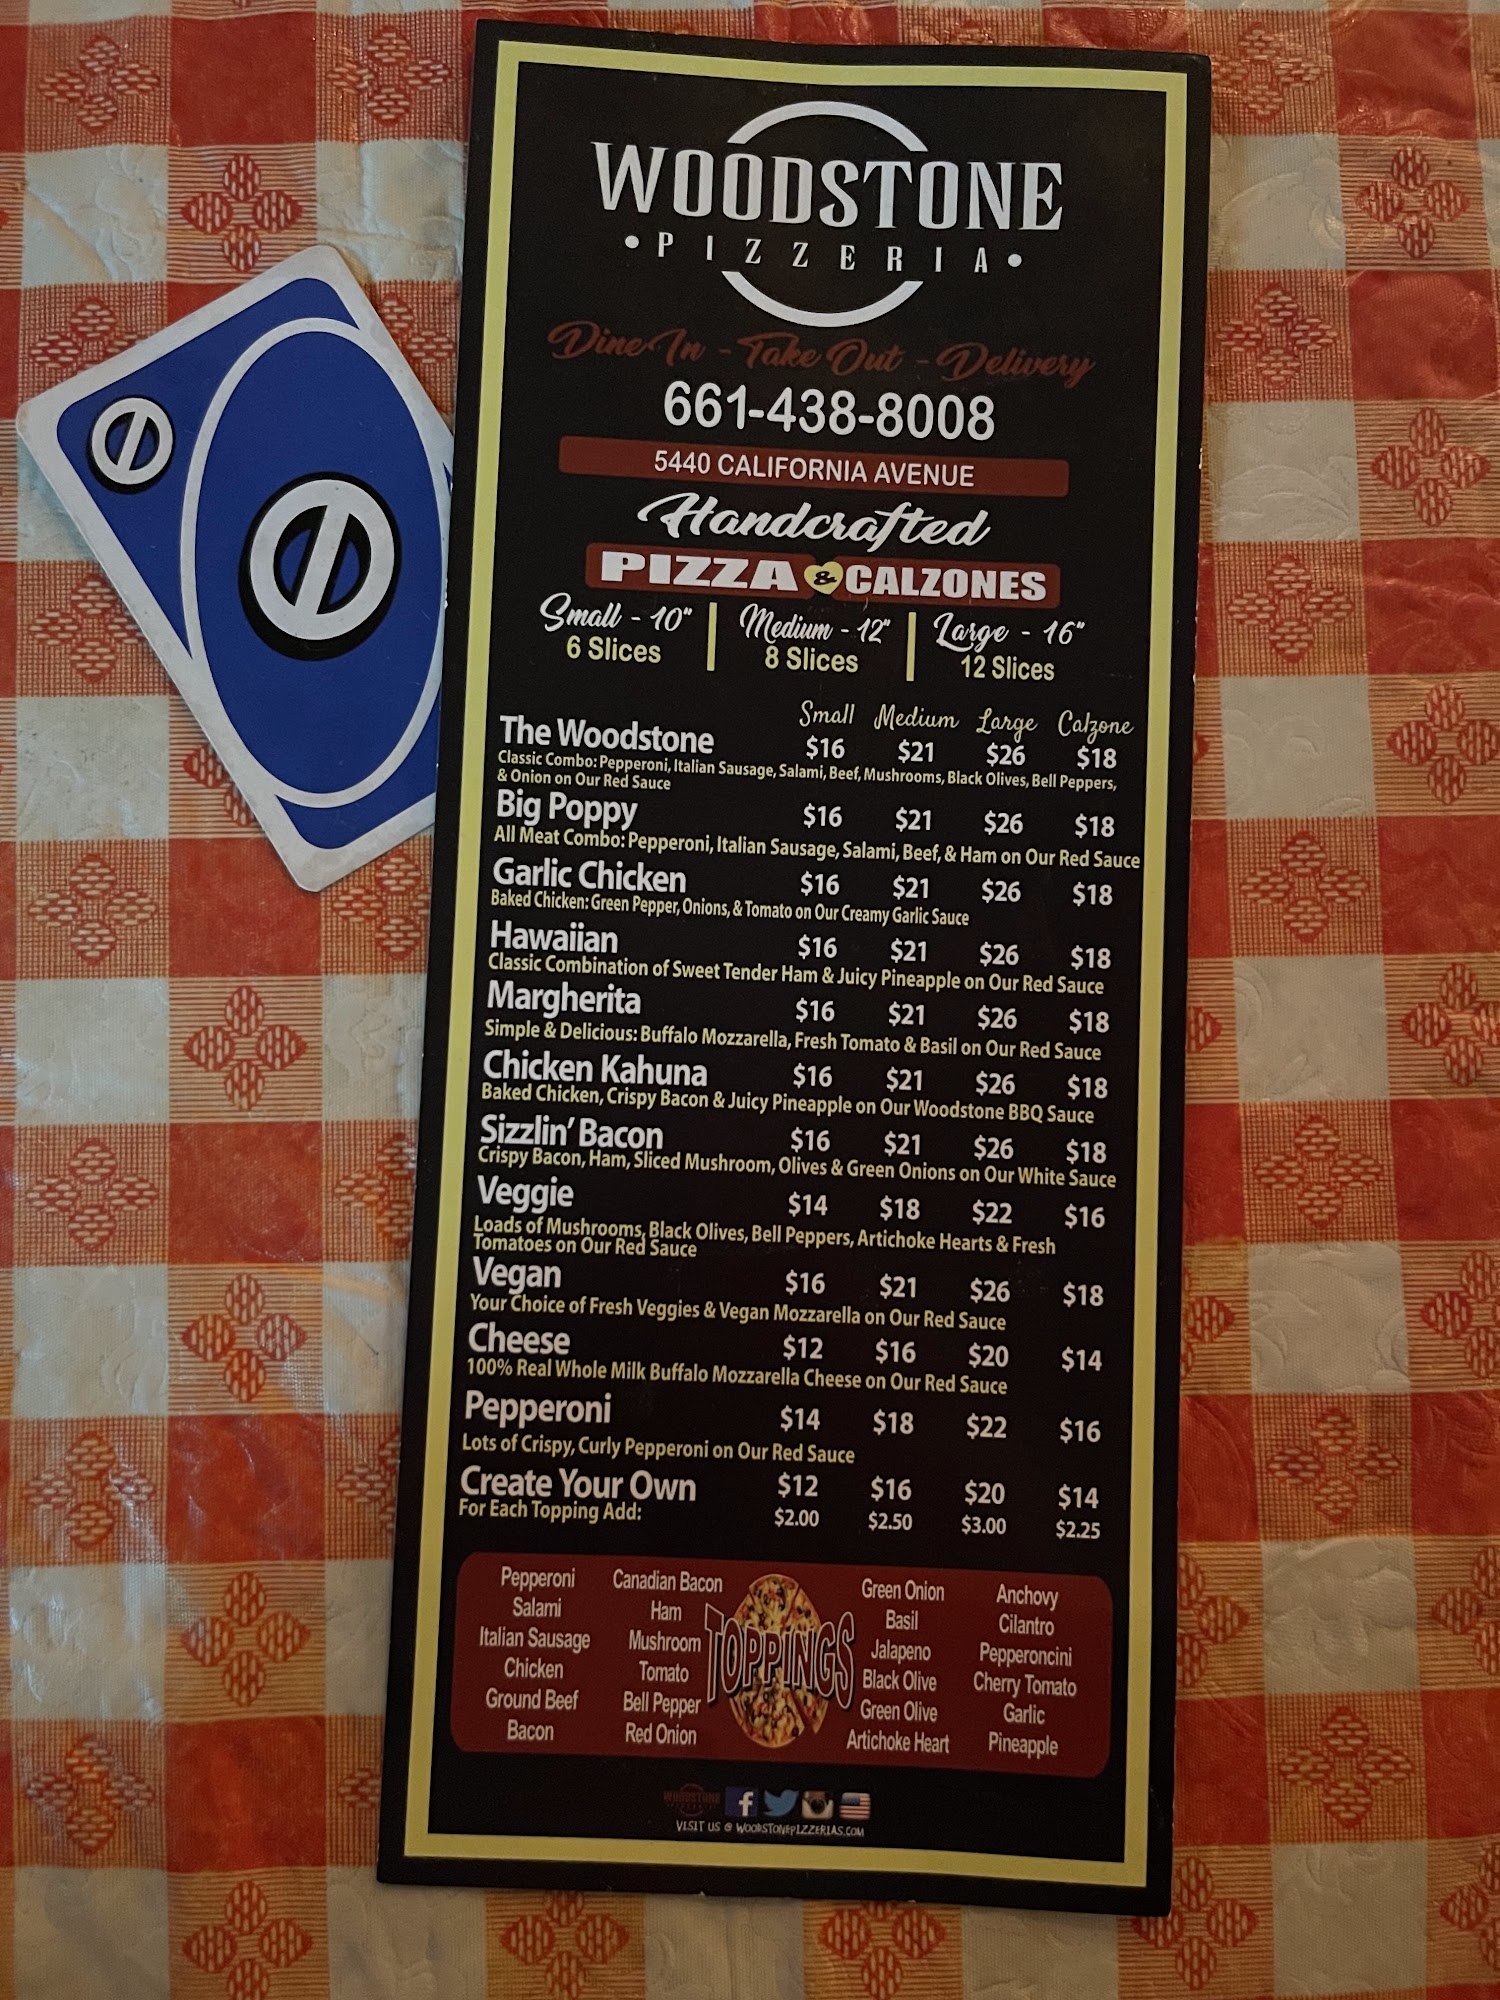 WOODSTONE
• PIZZERIA •
Dine In - Take Out - Delivery
661-438-8008
5440 CALIFORNIA AVENUE
Handcrafted
PIZZA & CALZONES
Small - 10" Medium - 12" Large - 16"
6 Slices 8 Slices 12 Slices
Small Medium Large Calzone
The Woodstone $16 $21 $26 $18
Classic Combo: Pepperoni, Italian Sausage, Salami, Beef, Mushrooms, Black Olives, Bell Peppers,
& Onion on Our Red Sauce
Big Poppy $16 $21 $26 $18
All Meat Combo: Pepperoni, Italian Sausage, Salami, Beef, & Ham on Our Red Sauce
Garlic Chicken $16 $21 $26 $18
Baked Chicken: Green Pepper, Onions, & Tomato on Our Creamy Garlic Sauce
Hawaiian $16 $21 $26 $18
Classic Combination of Sweet Tender Ham & Juicy Pineapple on Our Red Sauce
Margherita $16 $21 $26 $18
Simple & Delicious: Buffalo Mozzarella, Fresh Tomato & Basil on Our Red Sauce
Chicken Kahuna $16 $21 $26 $18
Baked Chicken, Crispy Bacon & Juicy Pineapple on Our Woodstone BBQ Sauce
Sizzlin' Bacon $16 $21 $26 $18
Crispy Bacon, Ham, Sliced Mushroom, Olives & Green Onions on Our White Sauce
Veggie $14 $18 $22 $16
Loads of Mushrooms, Black Olives, Bell Peppers, Artichoke Hearts & Fresh
Tomatoes on Our Red Sauce
Vegan $16 $21 $26 $18
Your Choice of Fresh Veggies & Vegan Mozzarella on Our Red Sauce
Cheese $12 $16 $20 $14
100% Real Whole Milk Buffalo Mozzarella Cheese on Our Red Sauce
Pepperoni $14 $18 $22 $16
Lots of Crispy, Curly Pepperoni on Our Red Sauce
Create Your Own $12 $16 $20 $14
For Each Topping Add: $2.00 $2.50 $3.00 $2.25
Pepperoni
Salami
Italian Sausage
Chicken
Ground Beef
Bacon
Canadian Bacon
Ham
Mushroom
Tomato
Bell Pepper
Red Onion
TOPPINGS
Green Onion
Basil
Jalapeno
Black Olive
Green Olive
Artichoke Heart
Anchovy
Cilantro
Pepperoncini
Cherry Tomato
Garlic
Pineapple
WOODSTONE
VISIT US @ WOODSTONEPIZZERIAS.COM